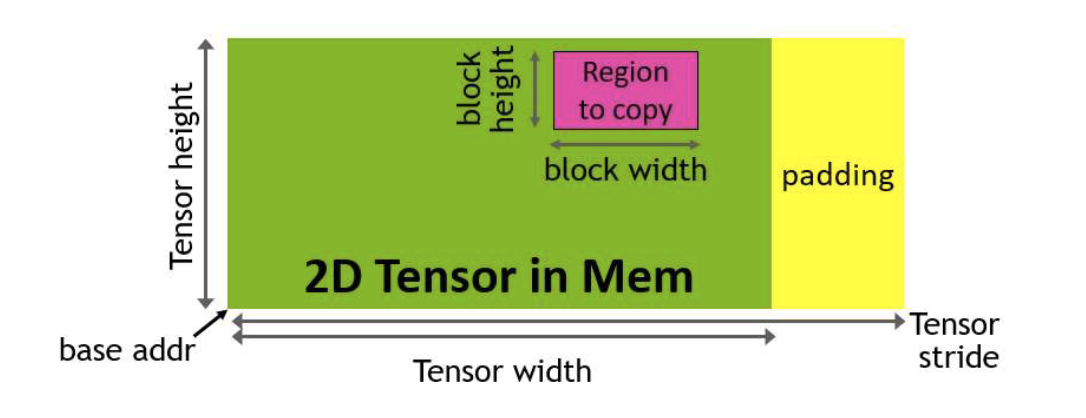 Tensor height
block
height
Region
to copy
block width
padding
2D Tensor in Mem
base addr
Tensor
stride
Tensor width